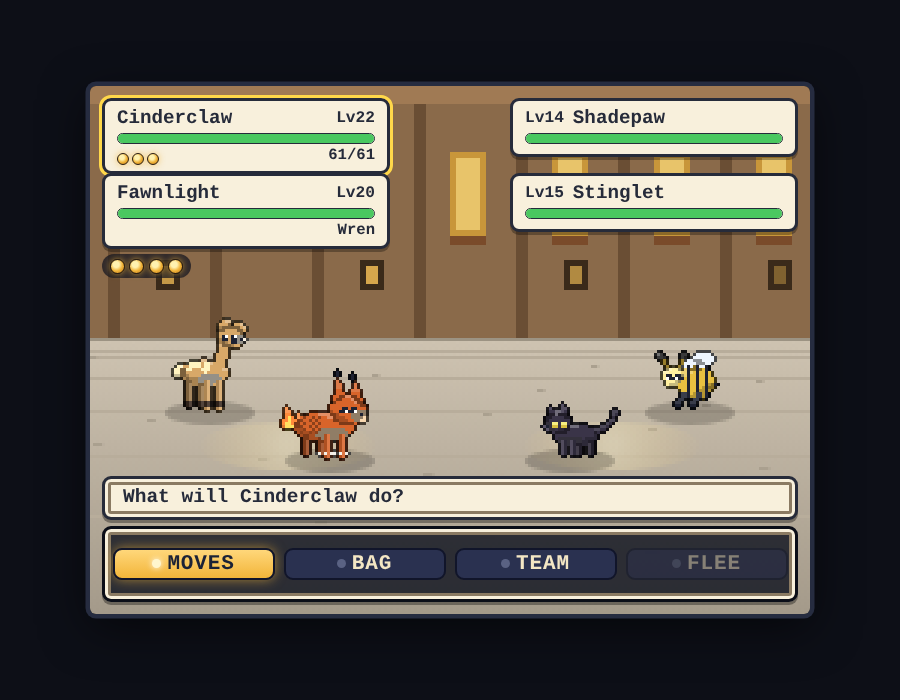 Cinderclaw Lv22
61/61
Fawnlight Lv20
Wren
Lv14 Shadepaw
Lv15 Stinglet
What will Cinderclaw do?
MOVES BAG TEAM FLEE